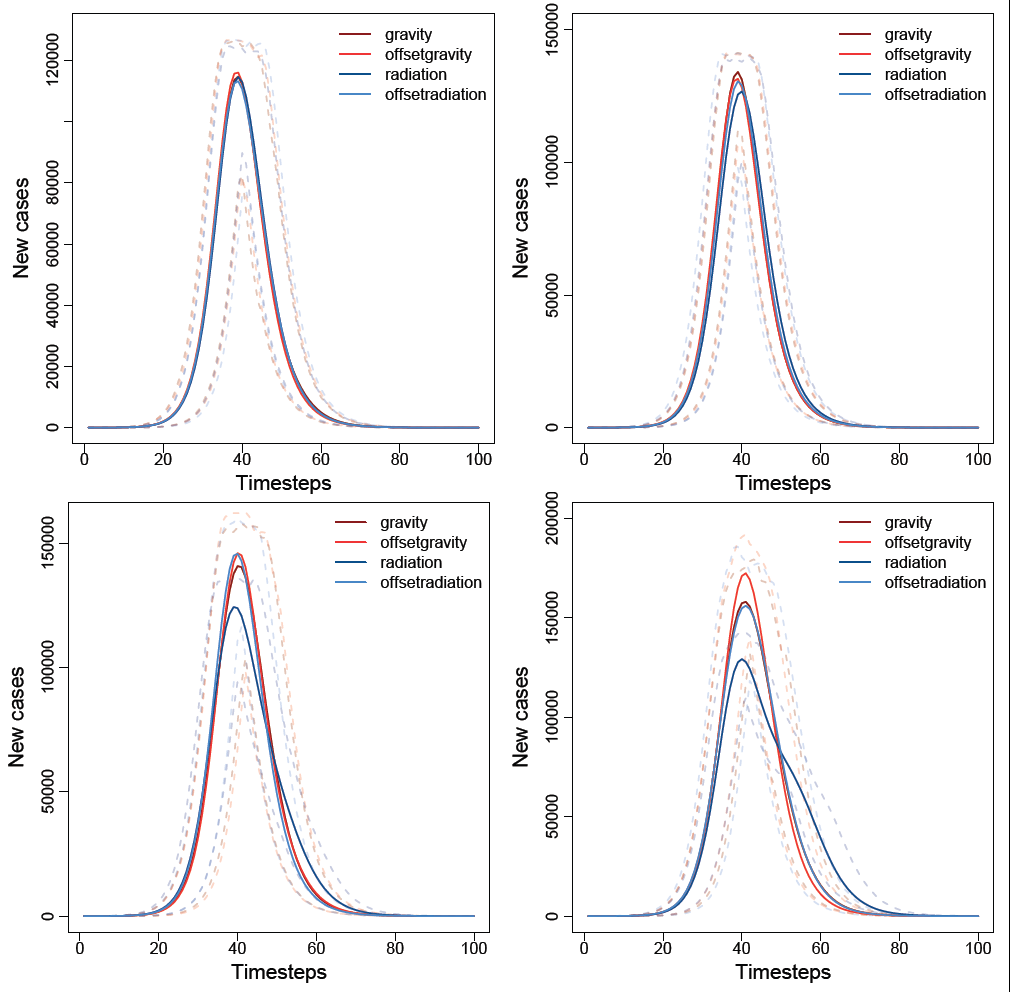 120000
80000
60000
40000
20000
0
New cases
0 20 40 60 80 100
Timesteps
gravity
offsetgravity
radiation
offsetradiation
150000
100000
50000
0
New cases
0 20 40 60 80 100
Timesteps
gravity
offsetgravity
radiation
offsetradiation
150000
100000
50000
0
New cases
0 20 40 60 80 100
Timesteps
gravity
offsetgravity
radiation
offsetradiation
200000
150000
100000
50000
0
New cases
0 20 40 60 80 100
Timesteps
gravity
offsetgravity
radiation
offsetradiation